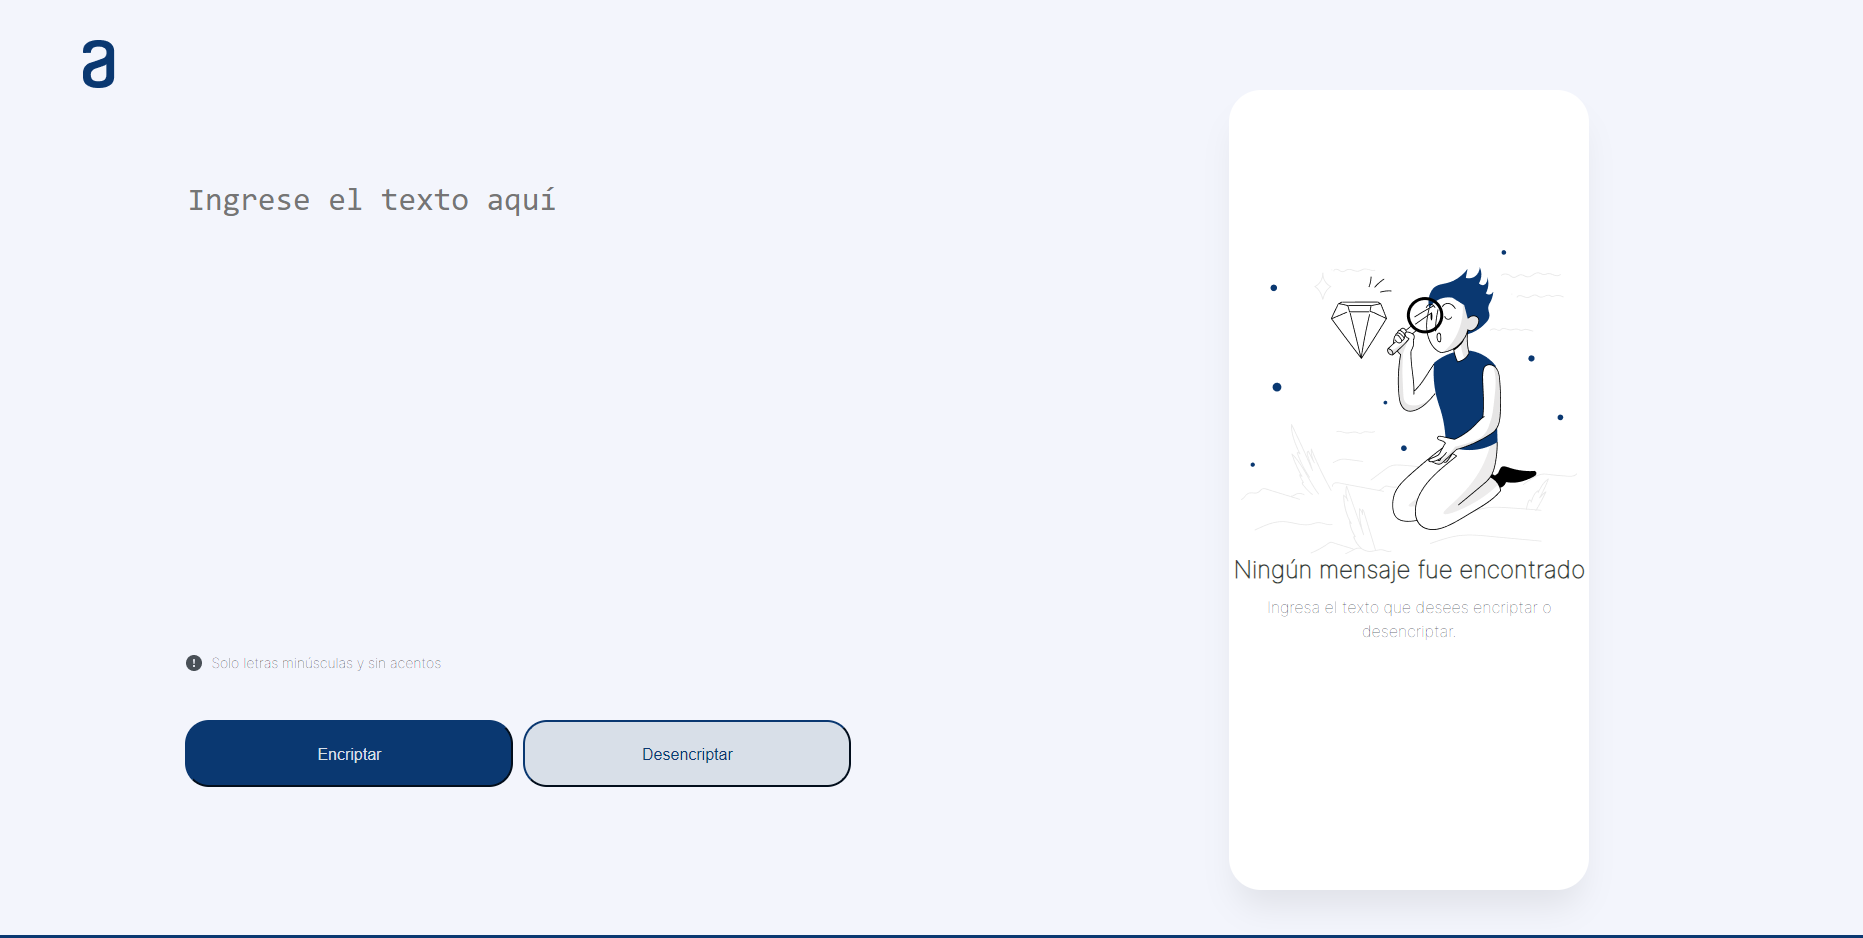 a
Ingrese el texto aquí
Solo letras minúsculas y sin acentos
Encriptar
Desencriptar
Ningún mensaje fue encontrado
Ingresa el texto que desees encriptar o
desencriptar.